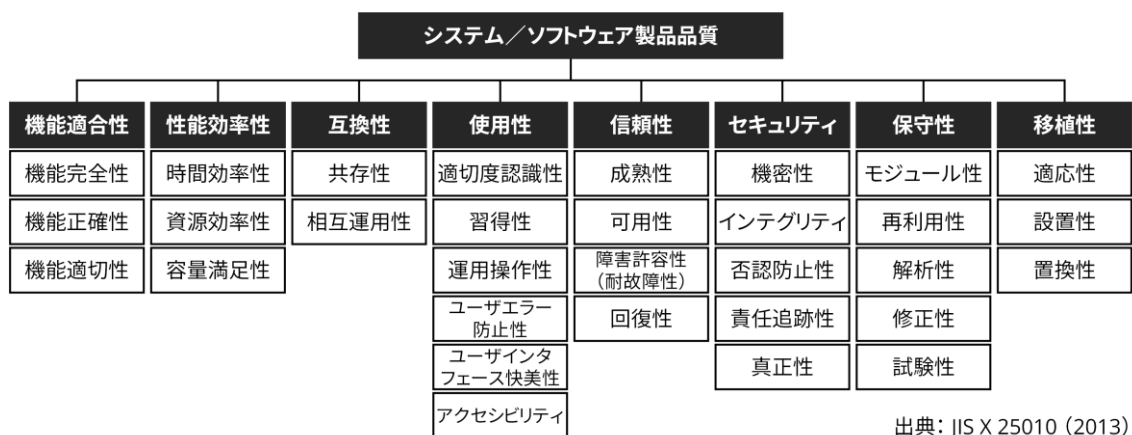 システム／ソフトウェア製品品質
機能適合性
性能効率性
互換性
使用性
信頼性
セキュリティ
保守性
移植性
機能完全性
時間効率性
共存性
適切度認識性
成熟性
機密性
モジュール性
適応性
機能正確性
資源効率性
相互運用性
習得性
可用性
インテグリティ
再利用性
設置性
機能適切性
容量満足性
運用操作性
障害許容性
（耐故障性）
否認防止性
解析性
置換性
ユーザエラー
防止性
回復性
責任追跡性
修正性
ユーザインタ
フェース快美性
真正性
試験性
アクセシビリティ
出典：JIS X 25010（2013）